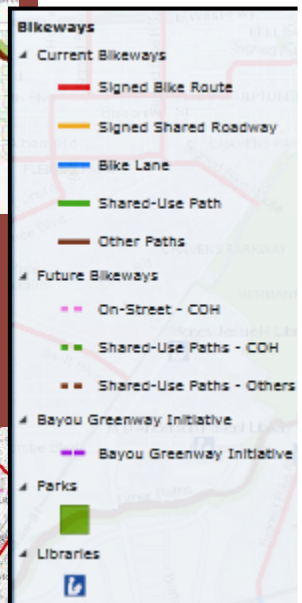 Bikeways
Current Bikeways
Signed Bike Route
Signed Shared Roadway
Bike Lane
Shared-Use Path
Other Paths
Future Bikeways
On-Street - COH
Shared-Use Paths - COH
Shared-Use Paths - Others
Bayou Greenway Initiative
Bayou Greenway Initiative
Parks
Libraries